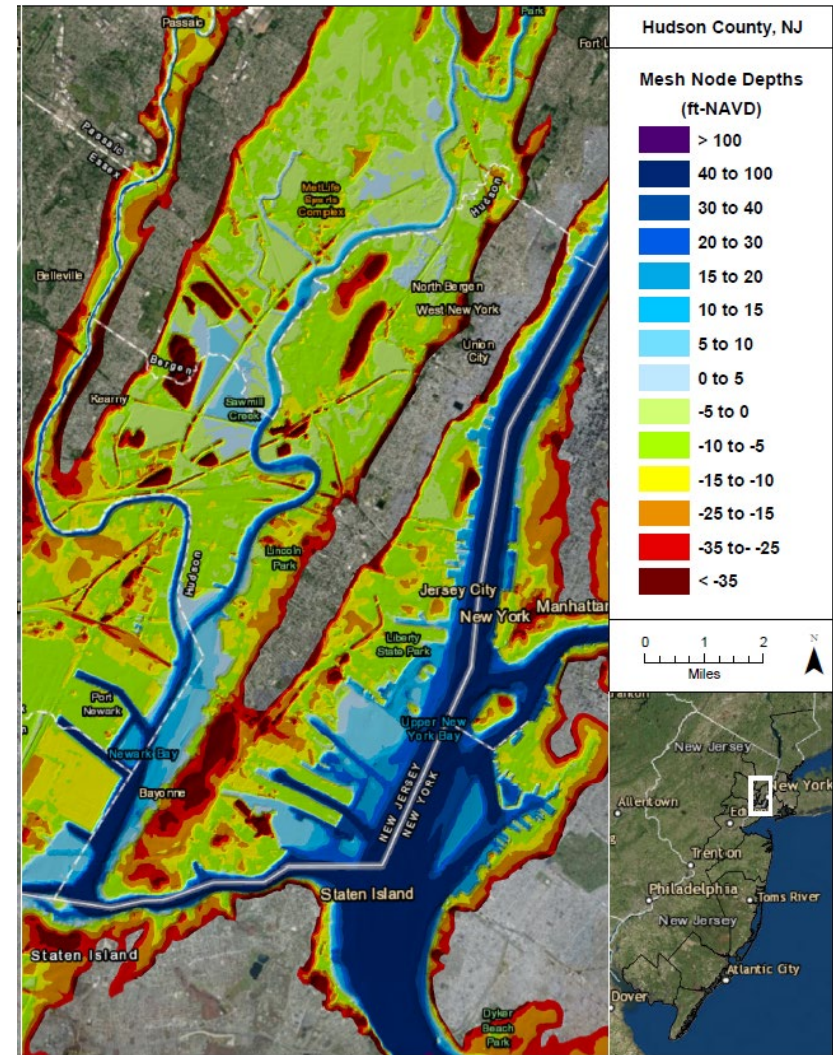 Passaic
Park
Fort L
Passaic
Essex
MetLife
Sports
Complex
Hudson
Belleville
North Bergen
West New York
Union
City
Bergen
Kearny
Sawmill
Creek
Lincoln
Park
Hudson
Jersey City
New York
Manhattan
Liberty
State Park
Port
Newark
Upper New
York Bay
Newark Bay
Bayonne
NEW JERSEY
NEW YORK
Staten Island
Staten Island
Dyker
Beach
Park
Hudson County, NJ
Mesh Node Depths
(ft-NAVD)
> 100
40 to 100
30 to 40
20 to 30
15 to 20
10 to 15
5 to 10
0 to 5
-5 to 0
-10 to -5
-15 to -10
-25 to -15
-35 to- -25
< -35
0 1 2
Miles
N
New Jersey
New York
Allentown
Ed
Trenton
Philadelphia
Toms River
New Jersey
Atlantic City
Dover